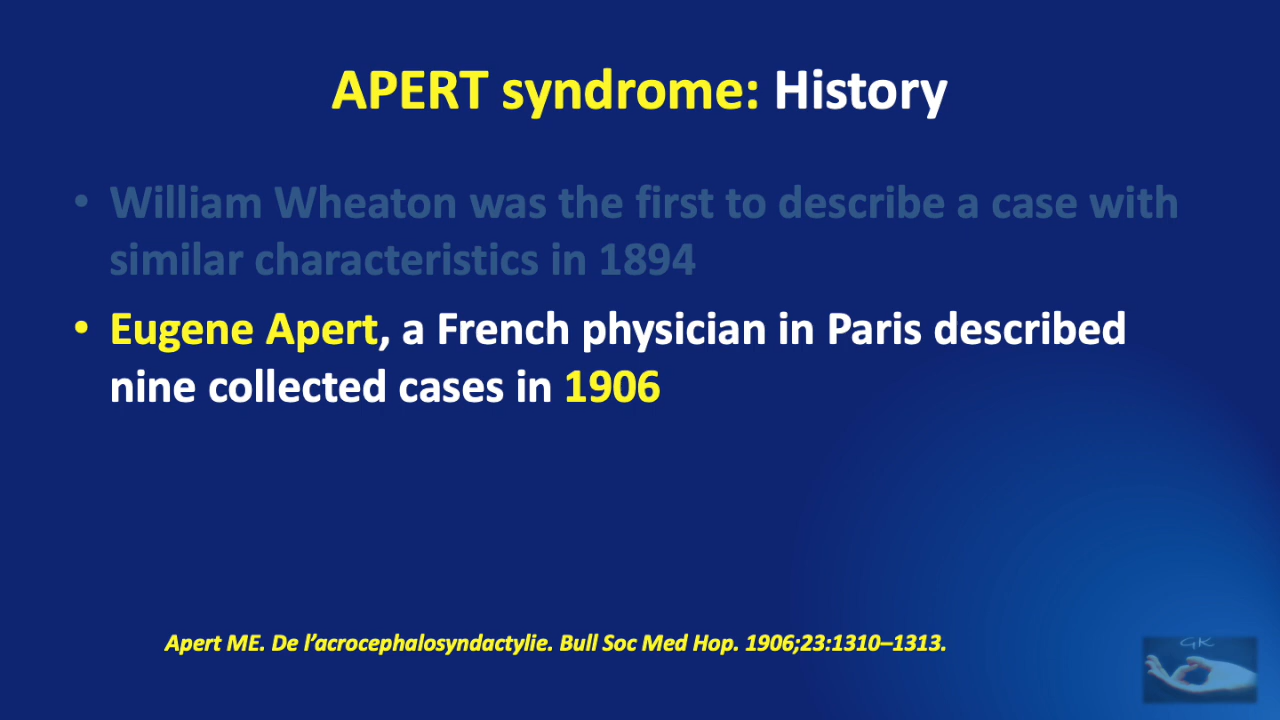 APERT syndrome: History
• William Wheaton was the first to describe a case with
similar characteristics in 1894
• Eugene Apert, a French physician in Paris described
nine collected cases in 1906
Apert ME. De l’acrocephalosyndactylie. Bull Soc Med Hop. 1906;23:1310–1313.
GK